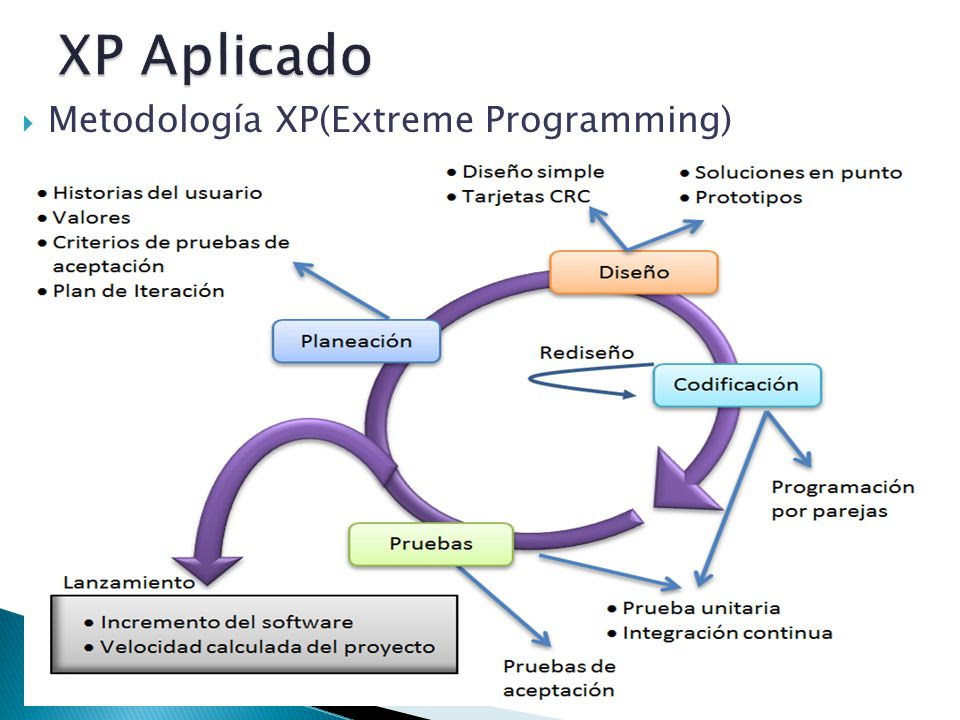 XP Aplicado
Metodología XP(Extreme Programming)
• Historias del usuario
• Valores
• Criterios de pruebas de
aceptación
• Plan de Iteración
• Diseño simple
• Tarjetas CRC
• Soluciones en punto
• Prototipos
Diseño
Planeación
Rediseño
Codificación
Programación
por parejas
Pruebas
Lanzamiento
• Incremento del software
• Velocidad calculada del proyecto
• Prueba unitaria
• Integración continua
Pruebas de
aceptación